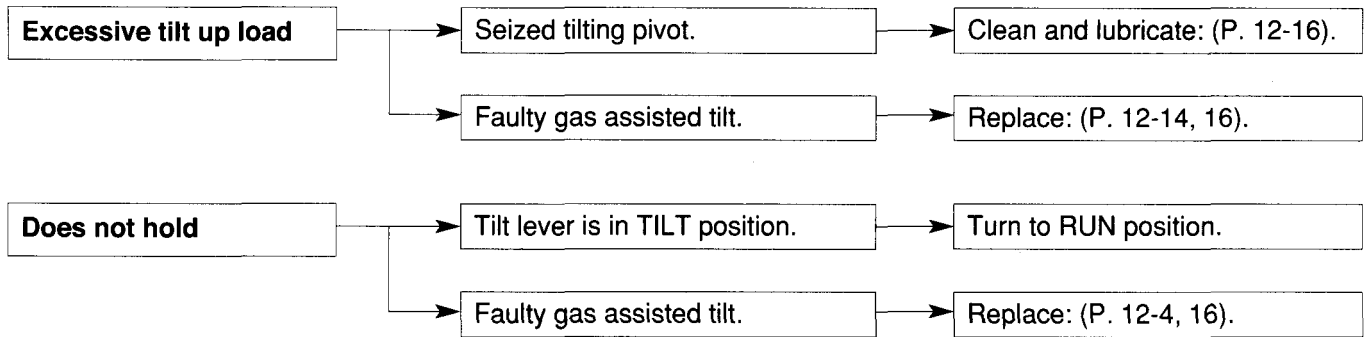 Excessive tilt up load
Seized tilting pivot.
Clean and lubricate: (P. 12-16).
Faulty gas assisted tilt.
Replace: (P. 12-14, 16).
Does not hold
Tilt lever is in TILT position.
Turn to RUN position.
Faulty gas assisted tilt.
Replace: (P. 12-4, 16).